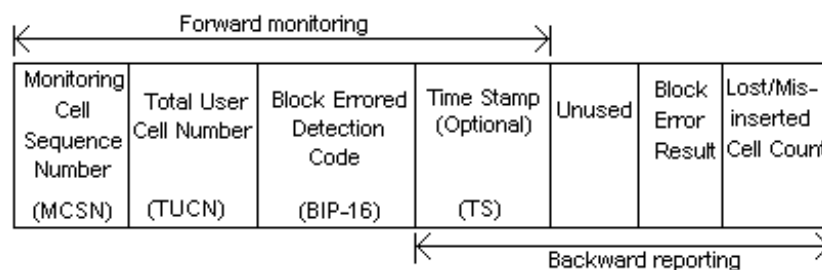 Forward monitoring
Monitoring
Cell
Sequence
Number
(MCSN)
Total User
Cell Number
(TUCN)
Block Errored
Detection
Code
(BIP-16)
Time Stamp
(Optional)
(TS)
Unused
Block
Error
Result
Lost/Mis-
inserted
Cell Count
Backward reporting